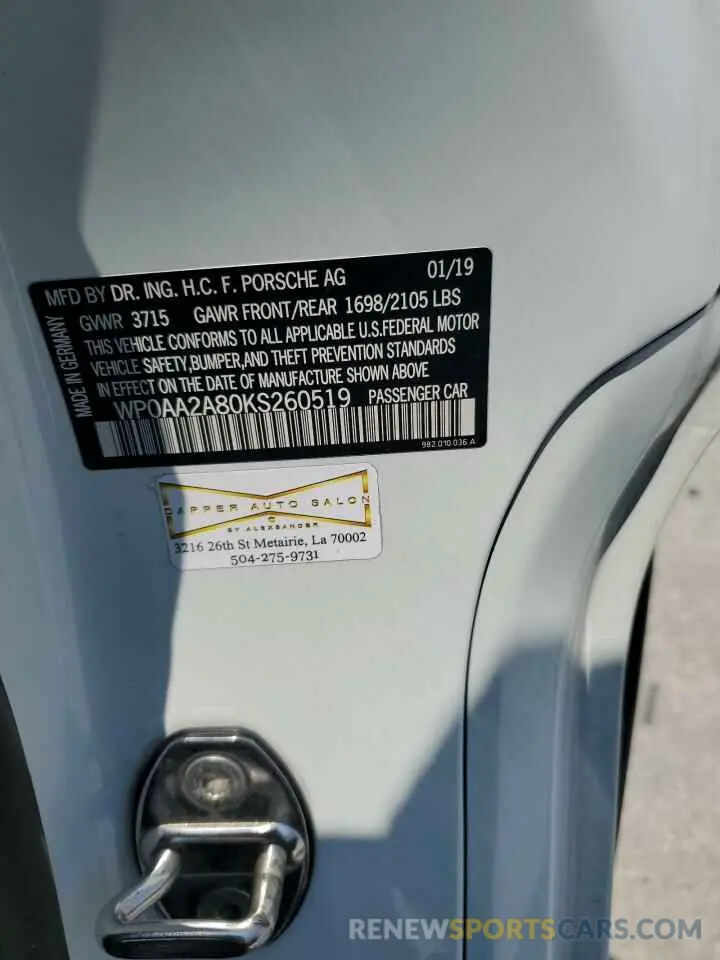 MFD BY DR. ING. H.C. F. PORSCHE AG 01/19
GVWR 3715 GAWR FRONT/REAR 1698/2105 LBS
THIS VEHICLE CONFORMS TO ALL APPLICABLE U.S.FEDERAL MOTOR
VEHICLE SAFETY,BUMPER,AND THEFT PREVENTION STANDARDS
IN EFFECT ON THE DATE OF MANUFACTURE SHOWN ABOVE
WP0AA2A80KS260519 PASSENGER CAR
982.010.036 A
MADE IN GERMANY
DAPPER AUTO SALON
BY ALEXSANDER
3216 26th St Metairie, La 70002
504-275-9731
RENEWSPORTSCARS.COM